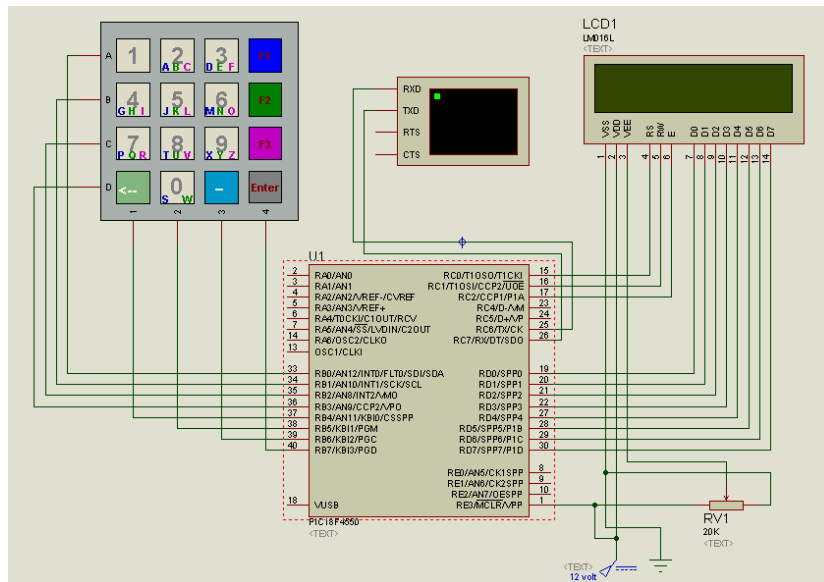 LCD1
LM016L
<TEXT>
1 2 3 F1
A B C D E F
A
4 5 6 F2
G H I J K L M N O
B
7 8 9 F3
P Q R T U V X Y Z
C
<-- 0 - Enter
S W
D
1 2 3 4
RXD
TXD
RTS
CTS
VSS VDD VEE RS RW E D0 D1 D2 D3 D4 D5 D6 D7
1 2 3 4 5 6 7 8 9 10 11 12 13 14
U1
2 RA0/AN0
3 RA1/AN1
4 RA2/AN2/VREF-/CVREF
5 RA3/AN3/VREF+
6 RA4/T0CKI/C1OUT/RCV
7 RA5/AN4/SS/LVDIN/C2OUT
14 RA6/OSC2/CLKO
13 OSC1/CLKI
33 RB0/AN12/INT0/FLT0/SDI/SDA
34 RB1/AN10/INT1/SCK/SCL
35 RB2/AN8/INT2/VMO
36 RB3/AN9/CCP2/VPO
37 RB4/AN11/KBI0/CSSPP
38 RB5/KBI1/PGM
39 RB6/KBI2/PGC
40 RB7/KBI3/PGD
18 VUSB
RC0/T1OSO/T1CKI 15
RC1/T1OSI/CCP2/UOE 16
RC2/CCP1/P1A 17
RC4/D-/VM 23
RC5/D+/VP 24
RC6/TX/CK 25
RC7/RX/DT/SDO 26
RD0/SPP0 19
RD1/SPP1 20
RD2/SPP2 21
RD3/SPP3 22
RD4/SPP4 27
RD5/SPP5/P1B 28
RD6/SPP6/P1C 29
RD7/SPP7/P1D 30
RE0/AN5/CK1SPP 8
RE1/AN6/CK2SPP 9
RE2/AN7/OESPP 10
RE3/MCLR/VPP 1
PIC18F4550
<TEXT>
RV1
20K
<TEXT>
<TEXT>
12 volt